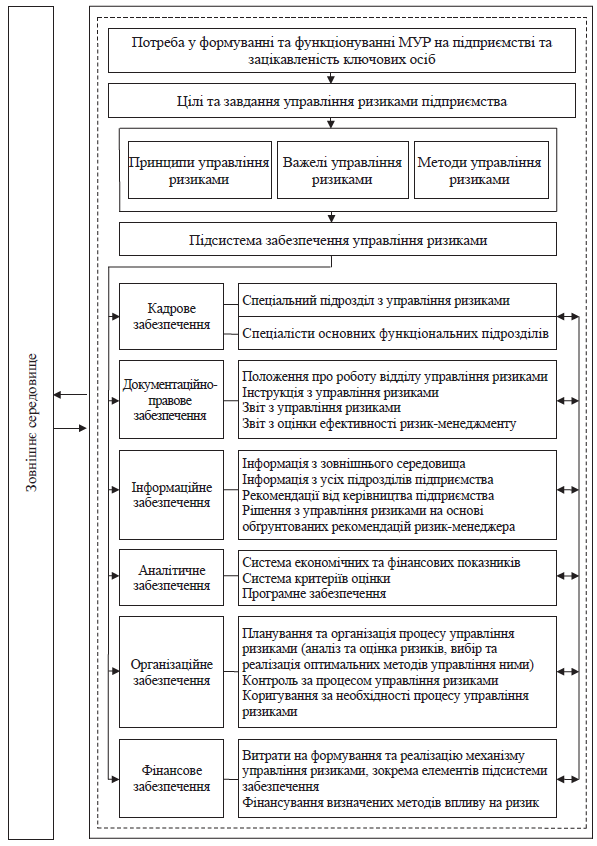 Потреба у формуванні та функціонуванні МУР на підприємстві та
зацікавленість ключових осіб
Цілі та завдання управління ризиками підприємства
Принципи управління
ризиками
Важелі управління
ризиками
Методи управління
ризиками
Підсистема забезпечення управління ризиками
Зовнішнє середовище
Кадрове
забезпечення
Спеціальний підрозділ з управління ризиками
Спеціалісти основних функціональних підрозділів
Документаційно-
правове
забезпечення
Положення про роботу відділу управління ризиками
Інструкція з управління ризиками
Звіт з управління ризиками
Звіт з оцінки ефективності ризик-менеджменту
Інформаційне
забезпечення
Інформація з зовнішнього середовища
Інформація з усіх підрозділів підприємства
Рекомендації від керівництва підприємства
Рішення з управління ризиками на основі
обґрунтованих рекомендацій ризик-менеджера
Аналітичне
забезпечення
Система економічних та фінансових показників
Система критеріїв оцінки
Програмне забезпечення
Організаційне
забезпечення
Планування та організація процесу управління
ризиками (аналіз та оцінка ризиків, вибір та
реалізація оптимальних методів управління ними)
Контроль за процесом управління ризиками
Коригування за необхідності процесу управління
ризиками
Фінансове
забезпечення
Витрати на формування та реалізацію механізму
управління ризиками, зокрема елементів підсистеми
забезпечення
Фінансування визначених методів впливу на ризик